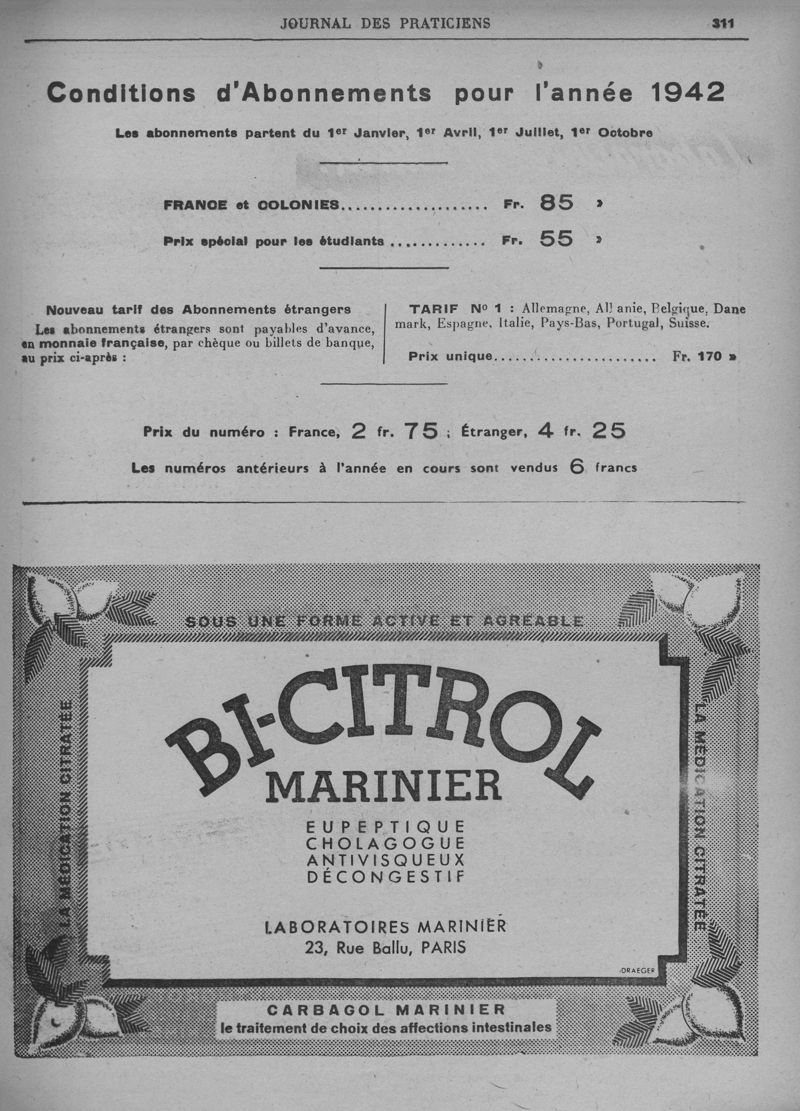 JOURNAL DES PRATICIENS 311
Conditions d'Abonnements pour l'année 1942
Les abonnements partent du 1er Janvier, 1er Avril, 1er Juillet, 1er Octobre
FRANCE et COLONIES.................... Fr. 85 »
Prix spécial pour les étudiants ............. Fr. 55 »
Nouveau tarif des Abonnements étrangers
Les abonnements étrangers sont payables d'avance,
en monnaie française, par chèque ou billets de banque,
au prix ci-après :
TARIF No 1 : Allemagne, Al! anie, Belgique, Dane
mark, Espagne, Italie, Pays-Bas, Portugal, Suisse.
Prix unique....................... Fr. 170 »
Prix du numéro : France, 2 fr. 75 ; Étranger, 4 fr. 25
Les numéros antérieurs à l'année en cours sont vendus 6 francs
SOUS UNE FORME ACTIVE ET AGREABLE
LA MEDICATION CITRATÉE
BI-CITROL
MARINIER
EUPEPTIQUE
CHOLAGOGUE
ANTIVISQUEUX
DÉCONGESTIF
LABORATOIRES MARINIER
23, Rue Ballu, PARIS
DRAEGER
LA MEDICATION CITRATÉE
CARBAGOL MARINIER
le traitement de choix des affections intestinales